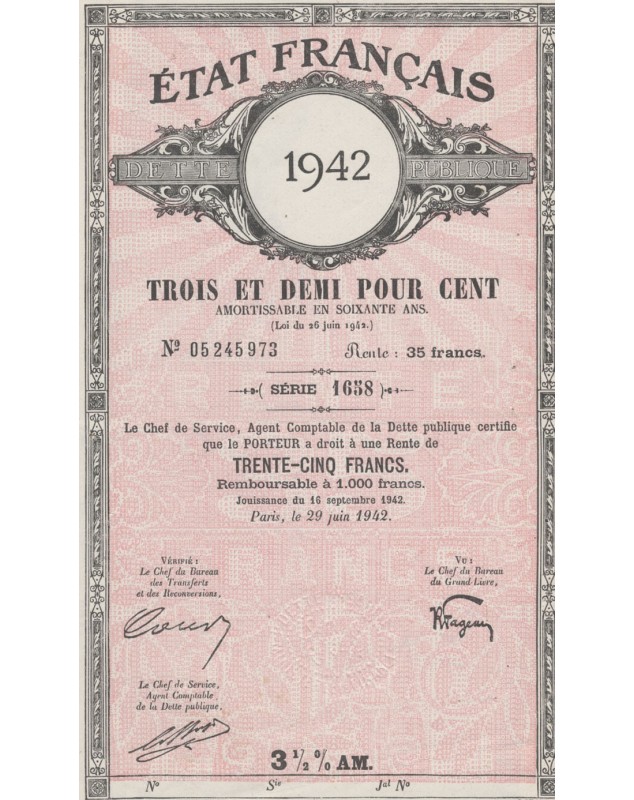 ÉTAT FRANÇAIS
DETTE 1942 PUBLIQUE
TROIS ET DEMI POUR CENT
AMORTISSABLE EN SOIXANTE ANS.
(Loi du 26 juin 1942.)
Nº 05245973 Rente : 35 francs.
( SÉRIE 1658 )
Le Chef de Service, Agent Comptable de la Dette publique certifie
que le PORTEUR a droit à une Rente de
TRENTE-CINQ FRANCS.
Remboursable à 1.000 francs.
Jouissance du 16 septembre 1942.
Paris, le 29 juin 1942.
VÉRIFIÉ :
Le Chef du Bureau
des Transferts
et des Reconversions,
VU :
Le Chef du Bureau
du Grand-Livre,
Le Chef de Service,
Agent Comptable
de la Dette publique,
3 ½ % AM.
Nº Sie Jal Nº